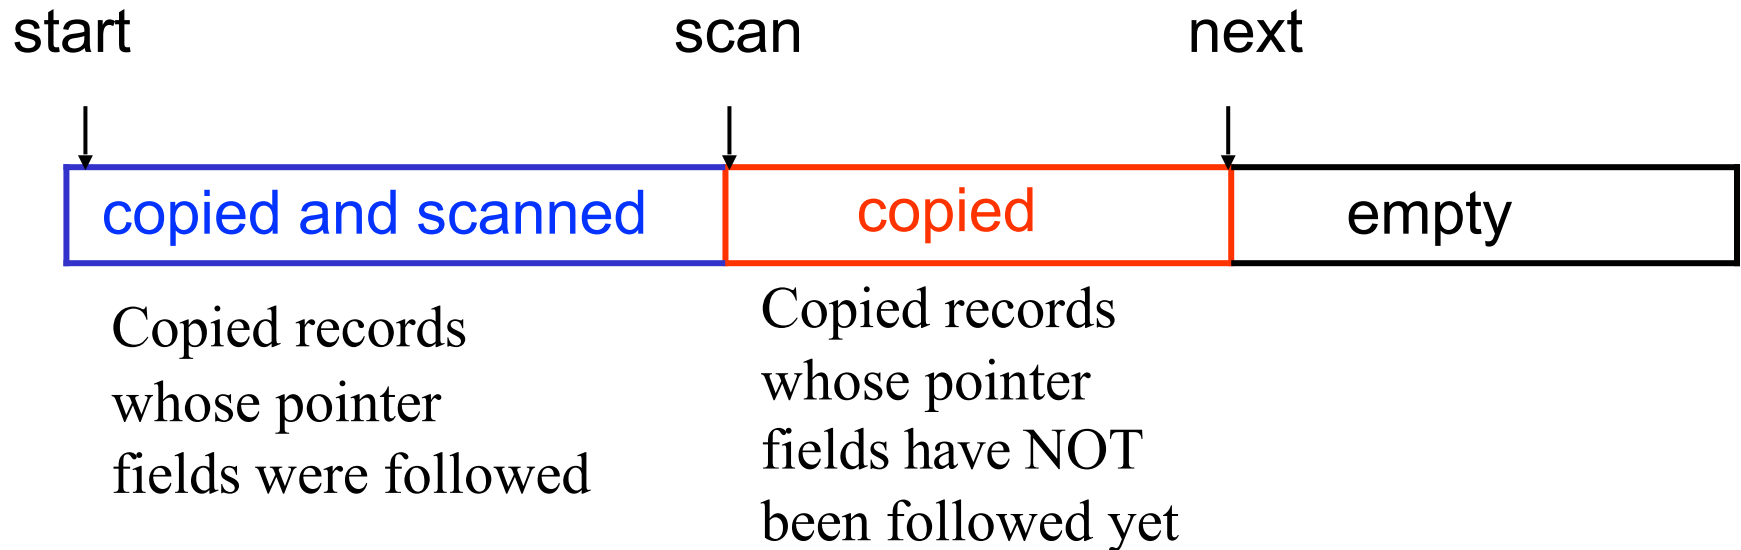 start scan next
copied and scanned copied empty
Copied records
whose pointer
fields were followed
Copied records
whose pointer
fields have NOT
been followed yet